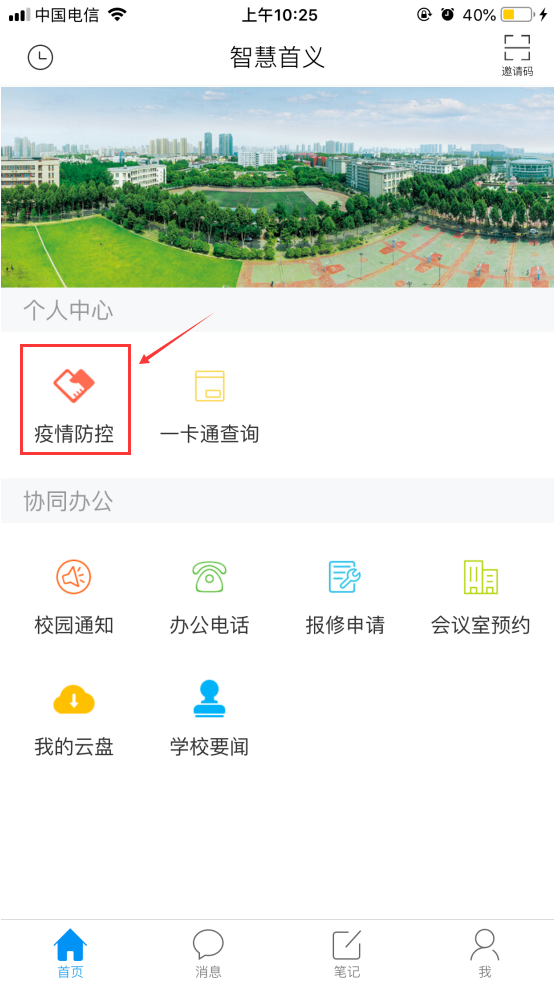 中国电信 上午10:25 40%
智慧首义
邀请码
个人中心
疫情防控 一卡通查询
协同办公
校园通知 办公电话 报修申请 会议室预约
我的云盘 学校要闻
首页 消息 笔记 我